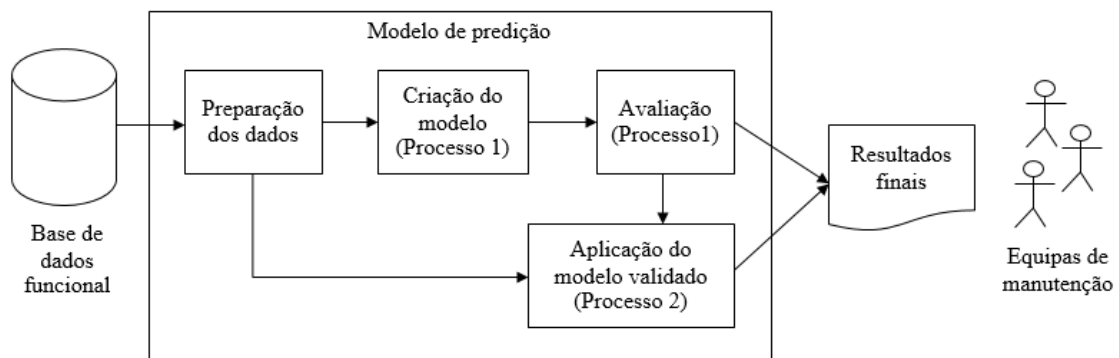 Modelo de predição
Preparação
dos dados
Criação do
modelo
(Processo 1)
Avaliação
(Processo1)
Resultados
finais
Base de
dados
funcional
Aplicação do
modelo validado
(Processo 2)
Equipas de
manutenção